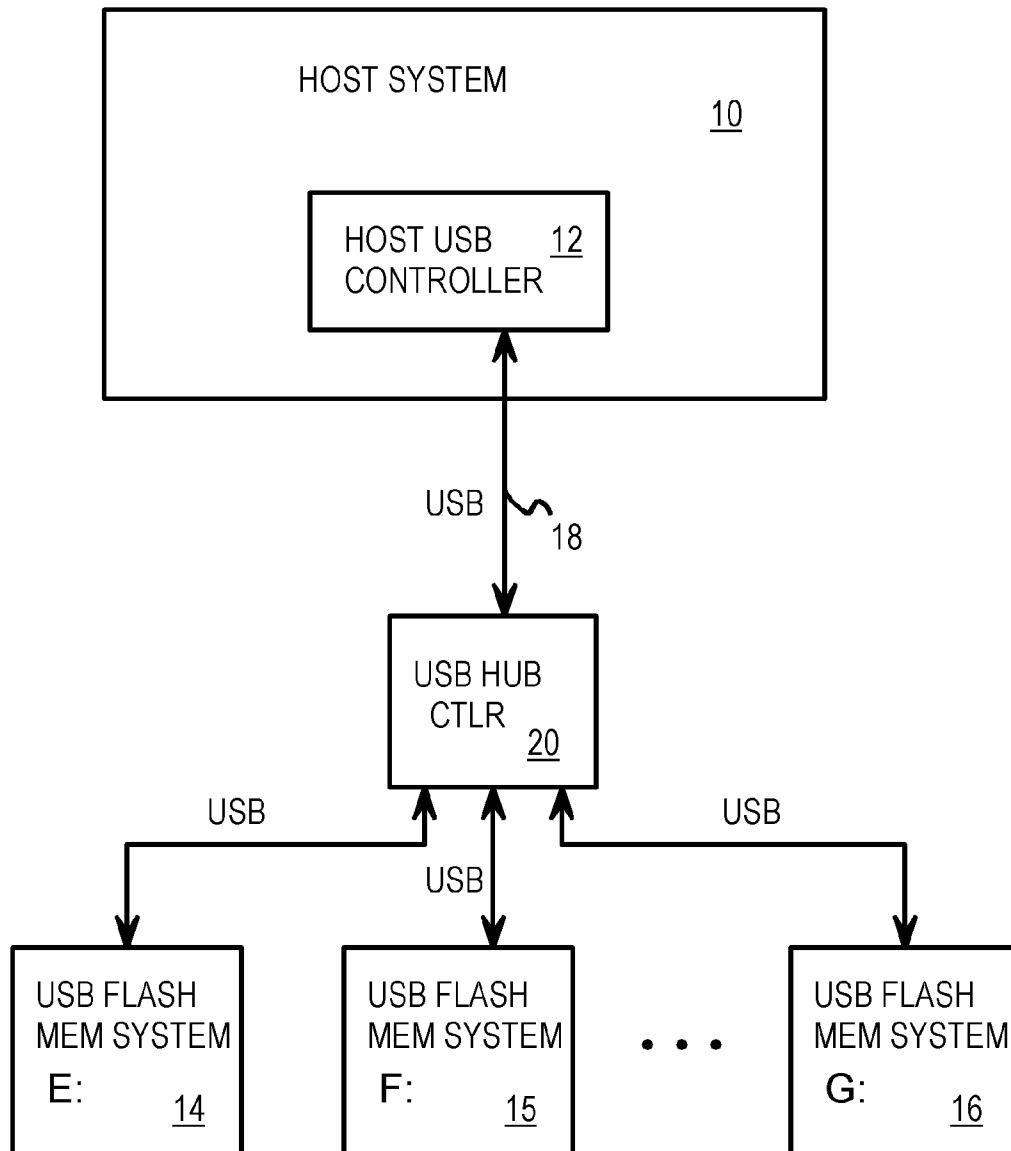 HOST SYSTEM
10
HOST USB 12
CONTROLLER
USB
18
USB HUB
CTLR
20
USB
USB
USB
USB FLASH
MEM SYSTEM
E:
14
USB FLASH
MEM SYSTEM
F:
15
• • •
USB FLASH
MEM SYSTEM
G:
16